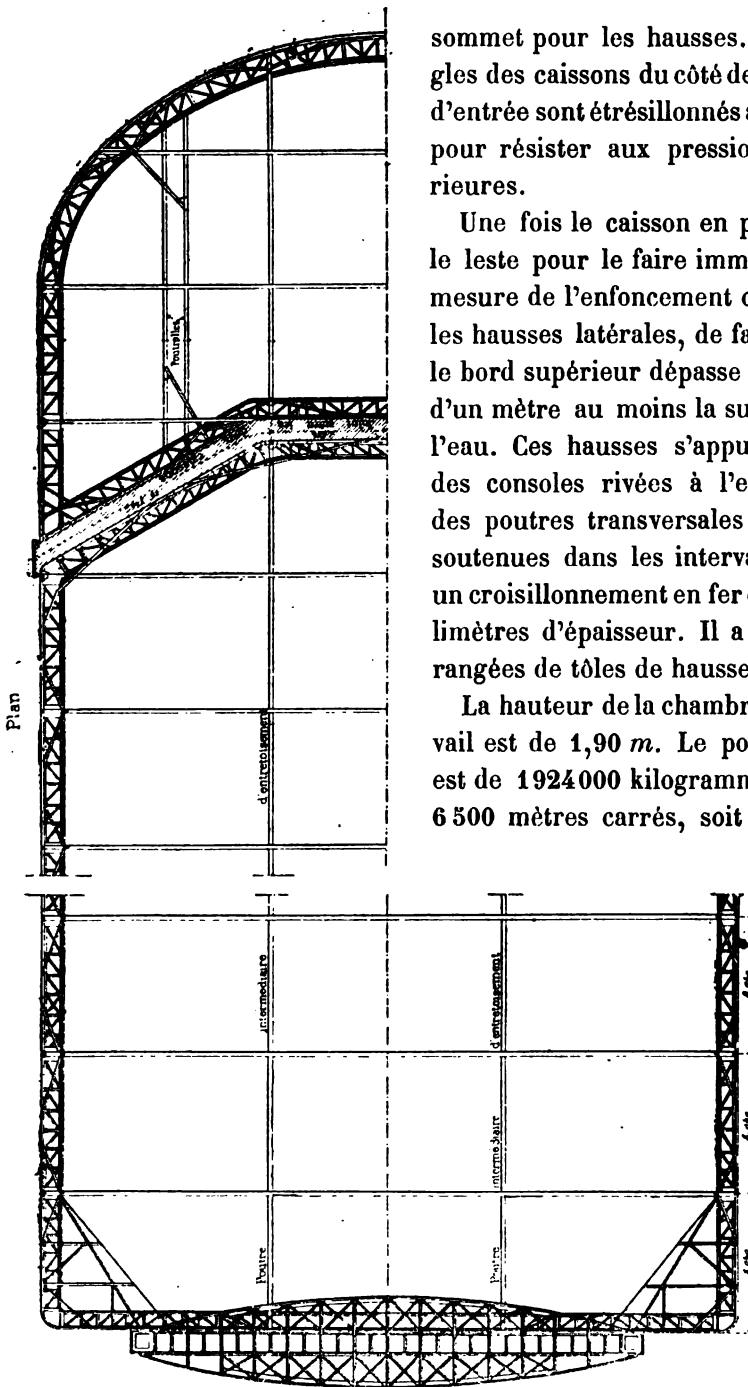 sommet pour les hausses.
gles des caissons du côté de
d'entrée sont étrésillonnés
pour résister aux pressio
rieures.
Une fois le caisson en p
le leste pour le faire imm
mesure de l'enfoncement
les hausses latérales, de fa
le bord supérieur dépasse
d'un mètre au moins la su
l'eau. Ces hausses s'appu
des consoles rivées à l'e
des poutres transversales
soutenues dans les interva
un croisillonnement en fer
limètres d'épaisseur. Il a
rangées de tôles de hausse
La hauteur de la chambr
vail est de 1,90 m. Le po
est de 1924000 kilogramm
6 500 mètres carrés, soit
Poutrelles
Plan
d'entretoisement
intermediaire
d'entretoisement
intermediaire
Poutre
Poutre